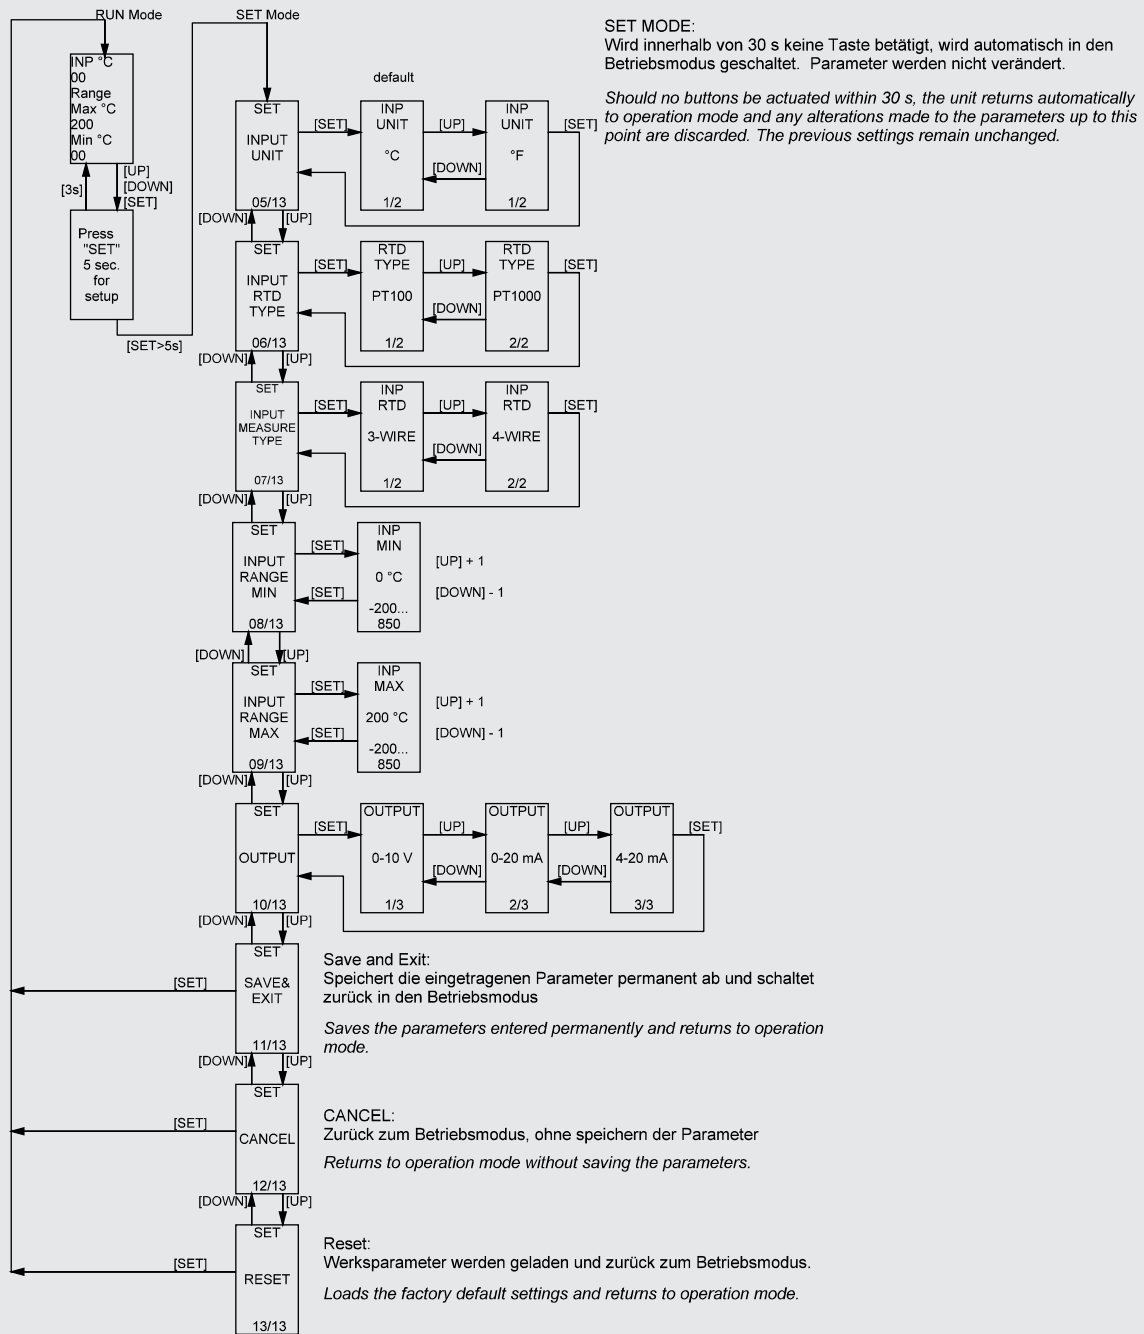 RUN Mode
SET Mode
INP °C
00
Range
Max °C
200
Min °C
00
[3s]
[UP]
[DOWN]
[SET]
Press
"SET"
5 sec.
for
setup
[SET>5s]
SET MODE:
Wird innerhalb von 30 s keine Taste betätigt, wird automatisch in den
Betriebsmodus geschaltet. Parameter werden nicht verändert.
Should no buttons be actuated within 30 s, the unit returns automatically
to operation mode and any alterations made to the parameters up to this
point are discarded. The previous settings remain unchanged.
default
SET
INPUT
UNIT
05/13
[SET]
INP
UNIT
°C
1/2
[UP]
[DOWN]
INP
UNIT
°F
1/2
[SET]
[DOWN]
[UP]
SET
INPUT
RTD
TYPE
06/13
[SET]
RTD
TYPE
PT100
1/2
[UP]
[DOWN]
RTD
TYPE
PT1000
2/2
[SET]
[DOWN]
[UP]
SET
INPUT
MEASURE
TYPE
07/13
[SET]
INP
RTD
3-WIRE
1/2
[UP]
[DOWN]
INP
RTD
4-WIRE
2/2
[SET]
[DOWN]
[UP]
SET
INPUT
RANGE
MIN
08/13
[SET]
[SET]
INP
MIN
0 °C
-200...
850
[UP] + 1
[DOWN] - 1
[DOWN]
[UP]
SET
INPUT
RANGE
MAX
09/13
[SET]
[SET]
INP
MAX
200 °C
-200...
850
[UP] + 1
[DOWN] - 1
[DOWN]
[UP]
SET
OUTPUT
10/13
[SET]
OUTPUT
0-10 V
1/3
[UP]
[DOWN]
OUTPUT
0-20 mA
2/3
[UP]
[DOWN]
OUTPUT
4-20 mA
3/3
[SET]
[DOWN]
[UP]
SET
SAVE&
EXIT
11/13
[SET]
Save and Exit:
Speichert die eingetragenen Parameter permanent ab und schaltet
zurück in den Betriebsmodus
Saves the parameters entered permanently and returns to operation
mode.
[DOWN]
[UP]
SET
CANCEL
12/13
[SET]
CANCEL:
Zurück zum Betriebsmodus, ohne speichern der Parameter
Returns to operation mode without saving the parameters.
[DOWN]
[UP]
SET
RESET
13/13
[SET]
Reset:
Werksparameter werden geladen und zurück zum Betriebsmodus.
Loads the factory default settings and returns to operation mode.